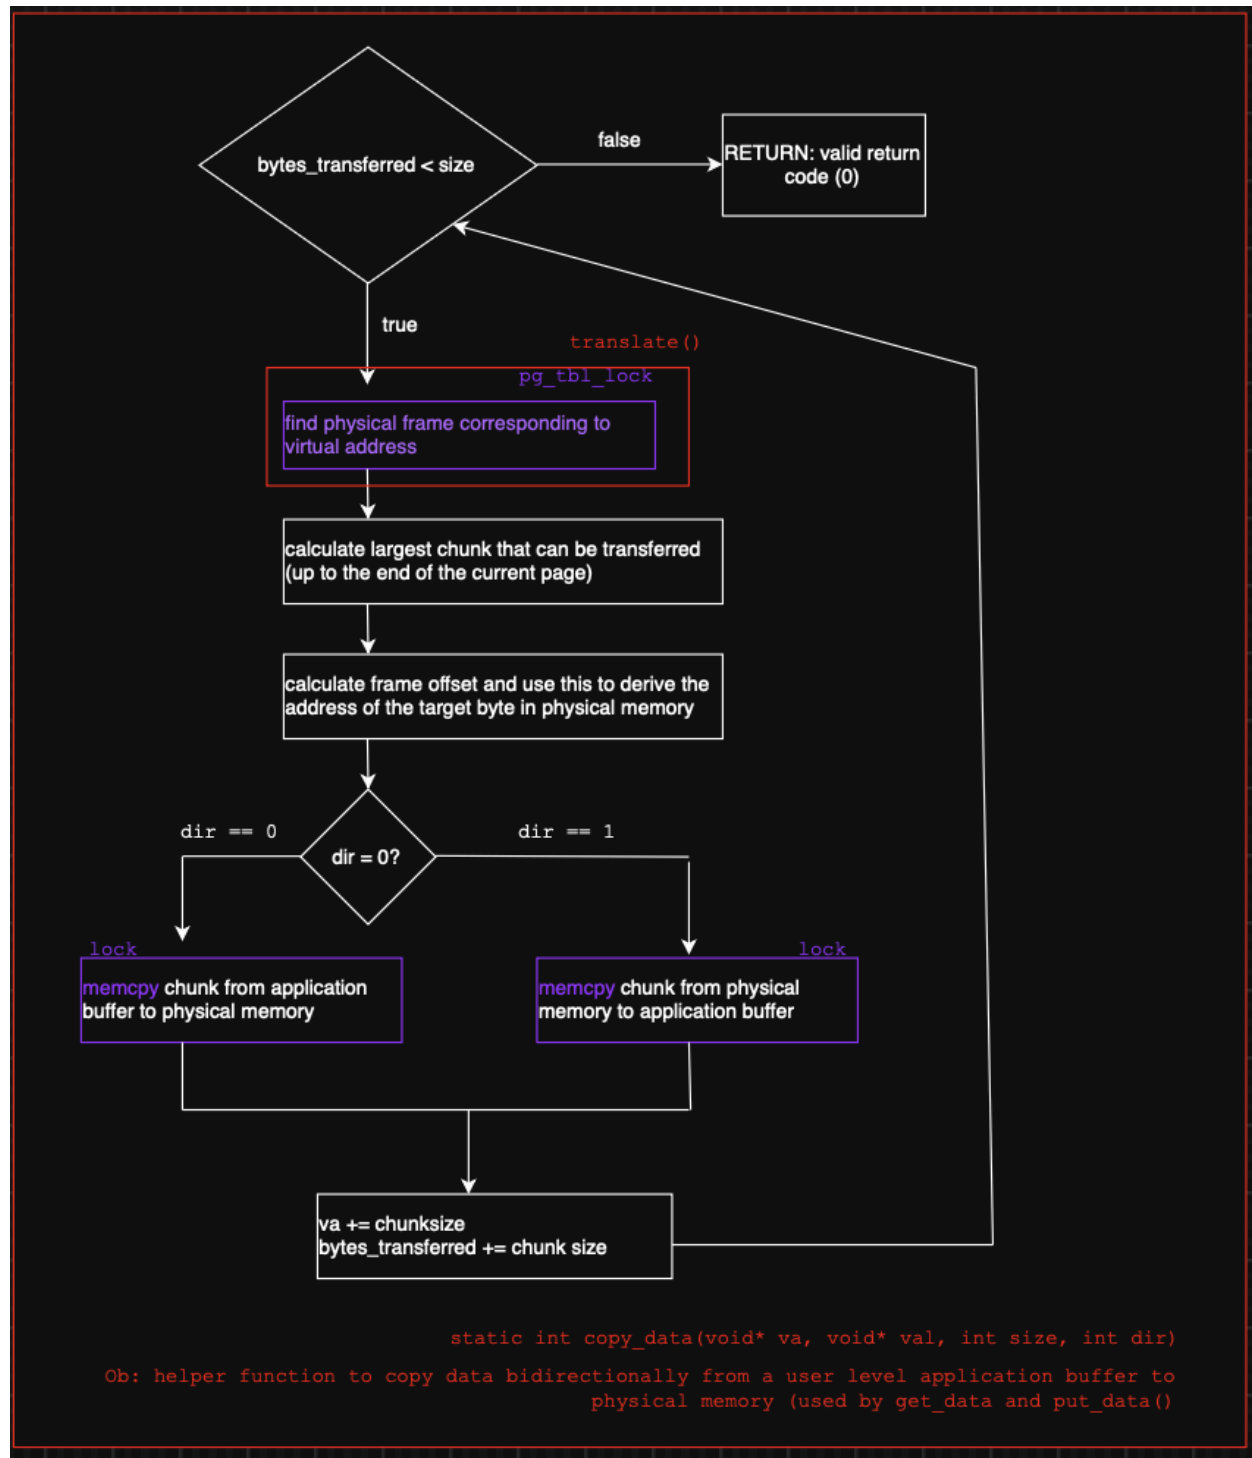 bytes_transferred < size
false
RETURN: valid return
code (0)
true
translate()
pg_tbl_lock
find physical frame corresponding to
virtual address
calculate largest chunk that can be transferred
(up to the end of the current page)
calculate frame offset and use this to derive the
address of the target byte in physical memory
dir == 0
dir = 0?
dir == 1
lock
memcpy chunk from application
buffer to physical memory
lock
memcpy chunk from physical
memory to application buffer
va += chunksize
bytes_transferred += chunk size
static int copy_data(void* va, void* val, int size, int dir)
Ob: helper function to copy data bidirectionally from a user level application buffer to
physical memory (used by get_data and put_data()